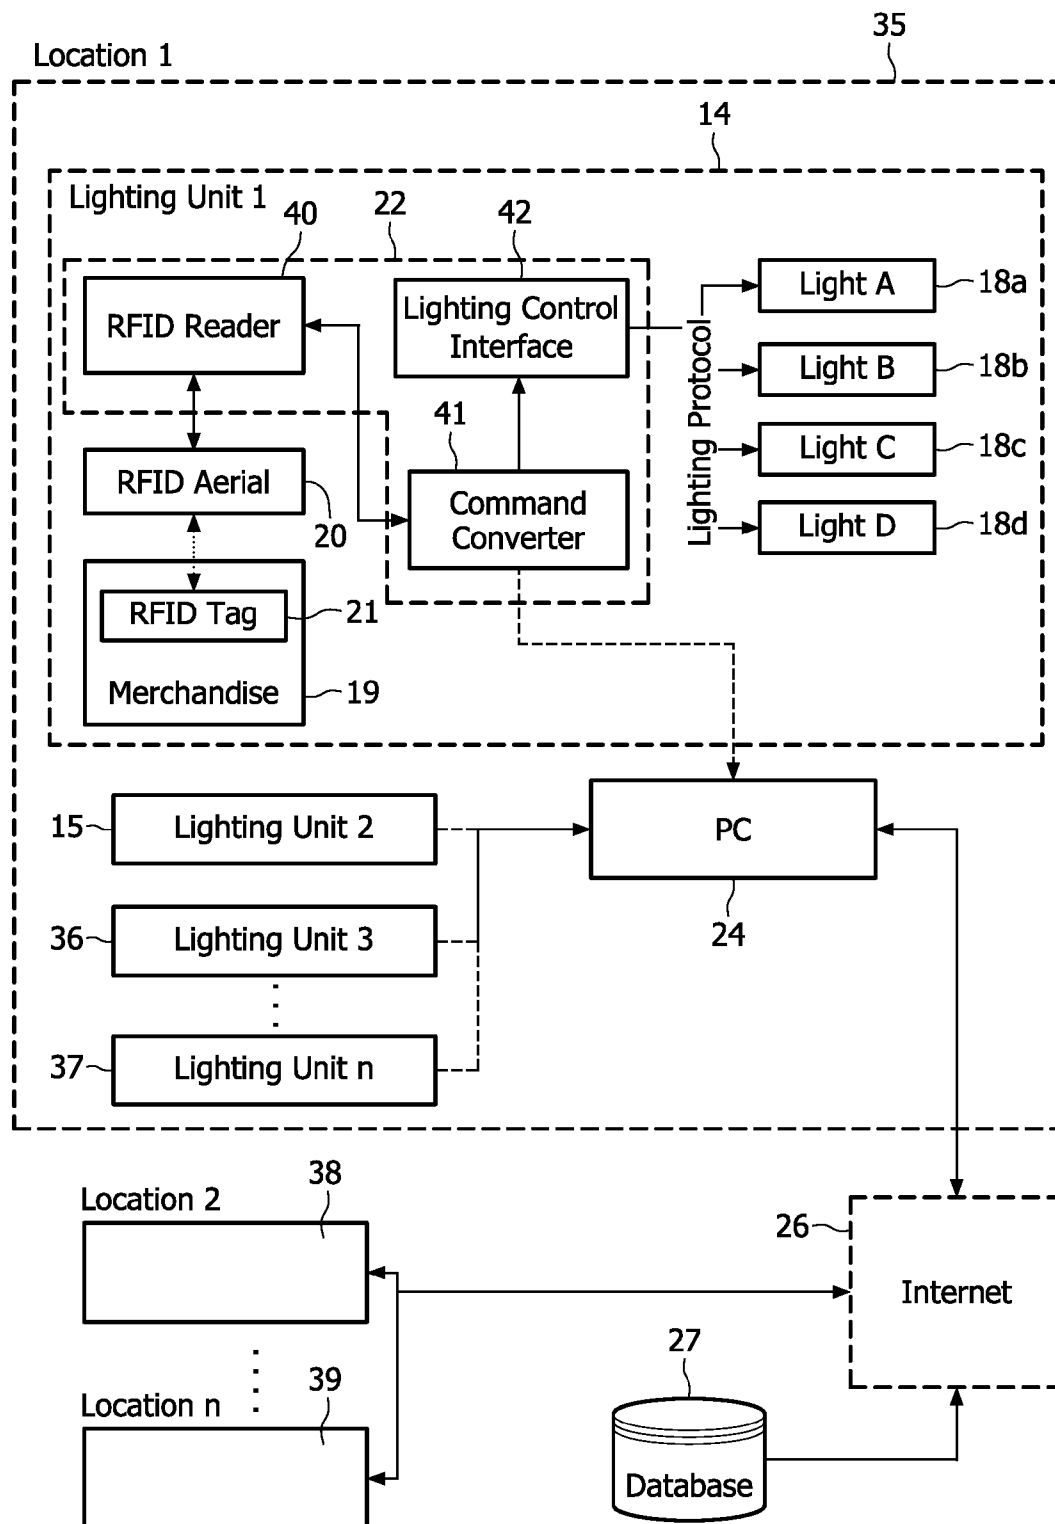 35
Location 1
14
Lighting Unit 1
40
22
42
RFID Reader
Lighting Control
Interface
Light A
18a
Light B
18b
Lighting Protocol
41
RFID Aerial
20
Command
Converter
Light C
18c
Light D
18d
RFID Tag
21
Merchandise
19
15
Lighting Unit 2
PC
24
36
Lighting Unit 3
37
Lighting Unit n
Location 2
38
26
Internet
Location n
39
27
Database